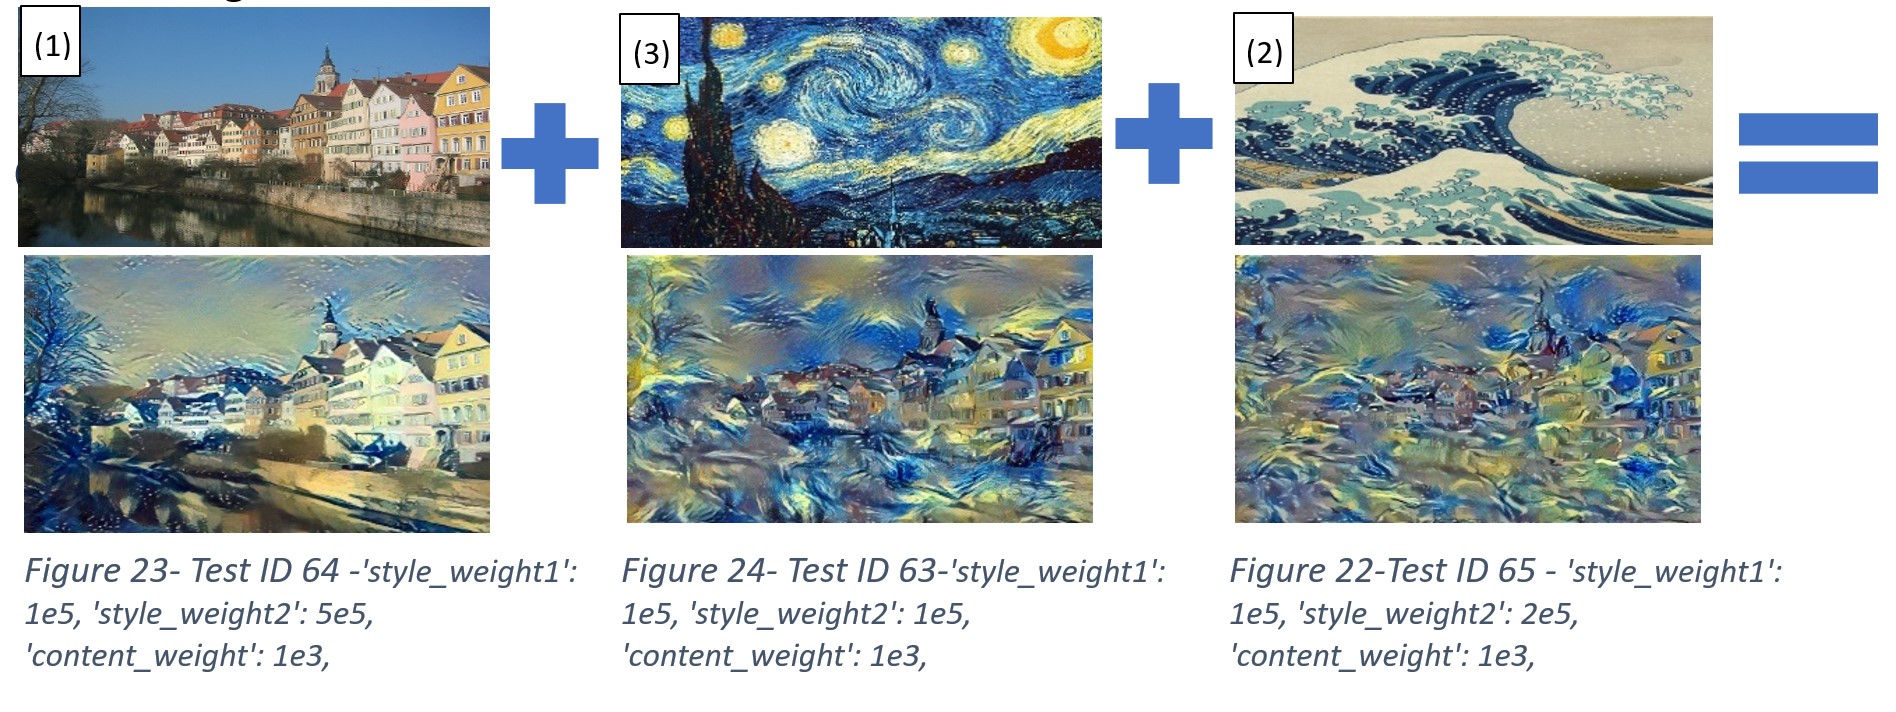 (1)
(3)
(2)
Figure 23- Test ID 64 -'style_weight1':
1e5, 'style_weight2': 5e5,
'content_weight': 1e3,
Figure 24- Test ID 63-'style_weight1':
1e5, 'style_weight2': 1e5,
'content_weight': 1e3,
Figure 22-Test ID 65 - 'style_weight1':
1e5, 'style_weight2': 2e5,
'content_weight': 1e3,